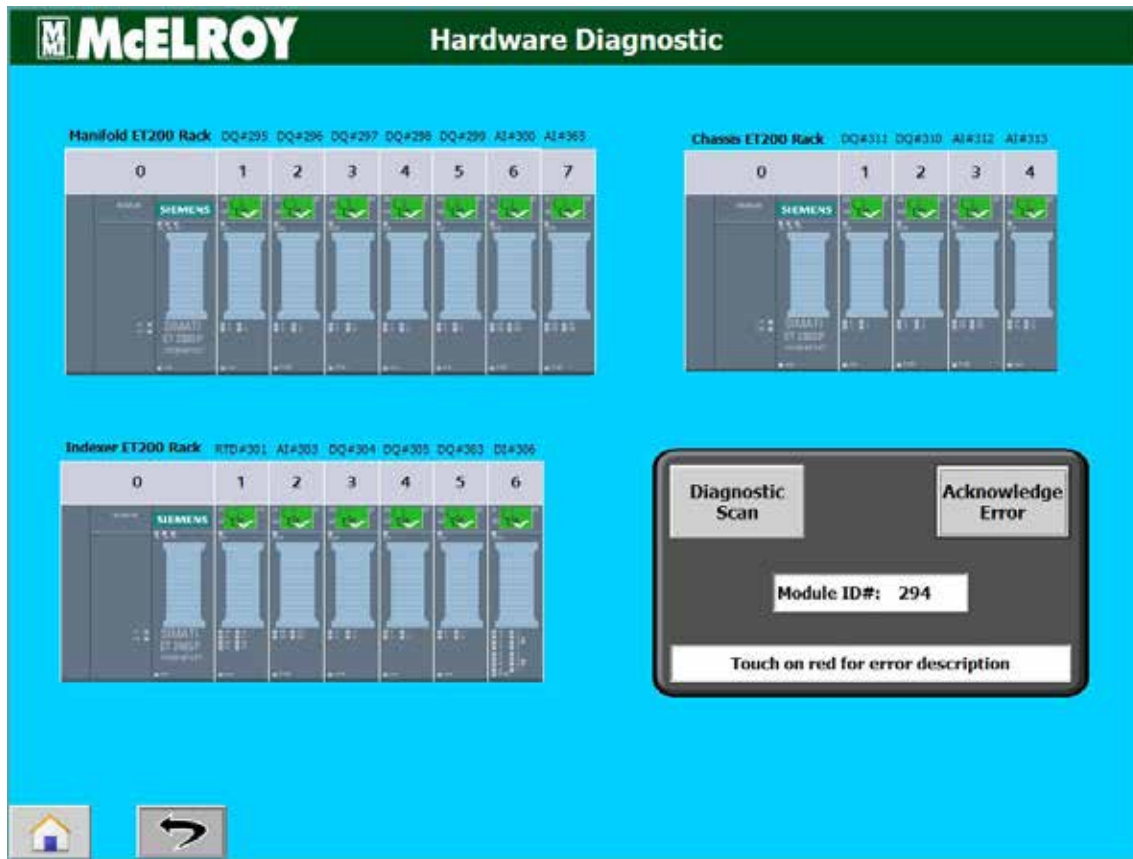 McELROY
Hardware Diagnostic
Manifold ET200 Rack DQ#295 DQ#296 DQ#297 DQ#298 DQ#299 AI#300 AI#365
0 1 2 3 4 5 6 7
SIEMENS
Chassis ET200 Rack DQ#311 DQ#310 AI#312 AI#313
0 1 2 3 4
SIEMENS
Indexer ET200 Rack RTD#301 AI#303 DQ#304 DQ#305 DQ#363 DI#306
0 1 2 3 4 5 6
SIEMENS
Diagnostic
Scan
Acknowledge
Error
Module ID#: 294
Touch on red for error description